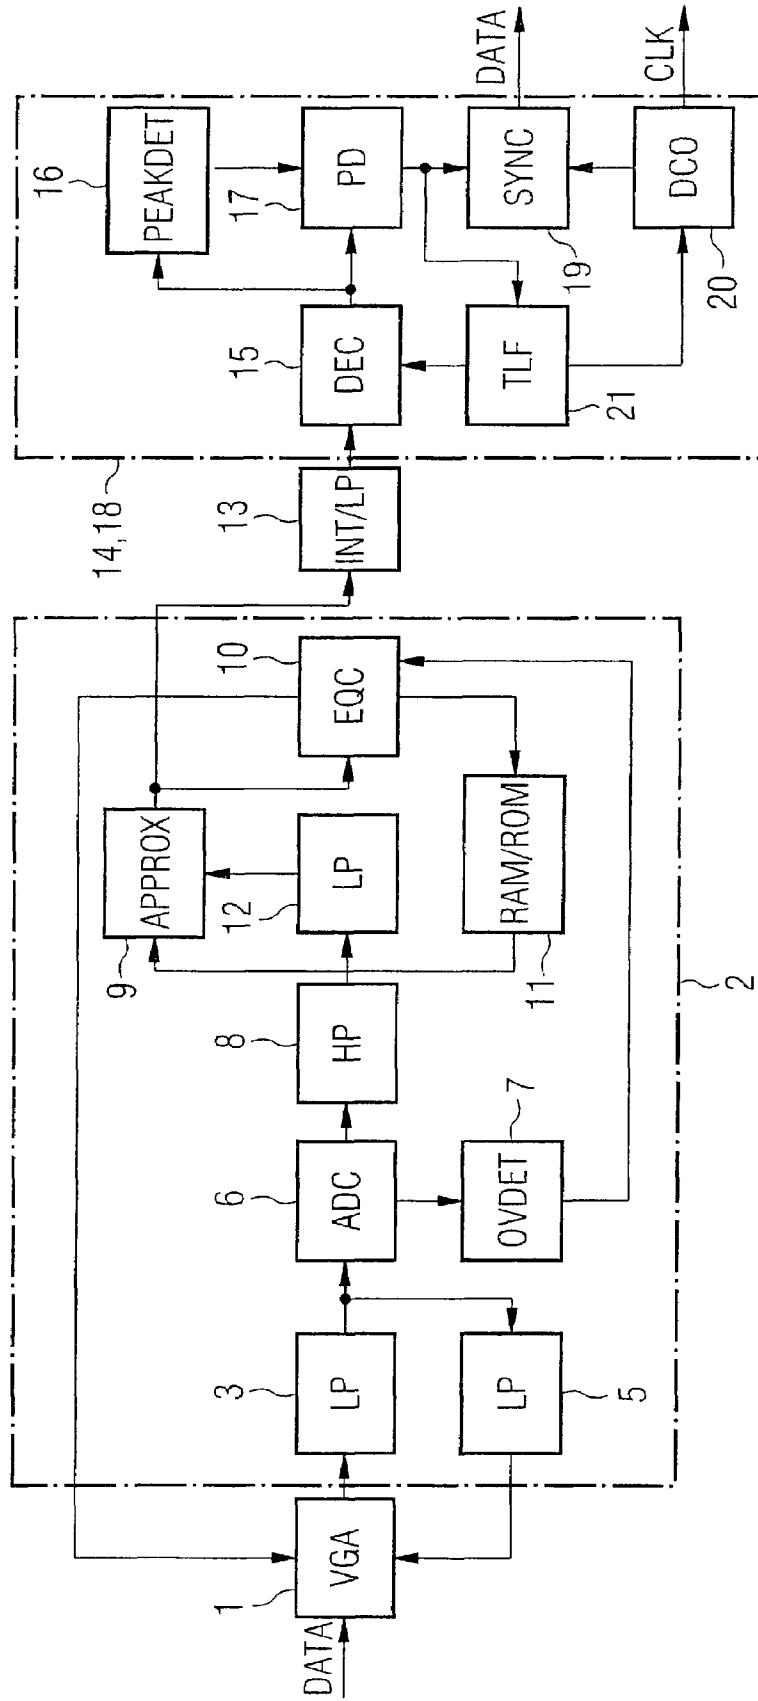 DATA
1
VGA
3
LP
LP
5
6
ADC
OVDET
7
8
HP
9
APPROX
12
LP
RAM/ROM
11
10
EQC
2
13
INT/LP
14,18
15
DEC
TLF
21
16
PEAKDET
17
PD
SYNC
19
DCO
20
DATA
CLK